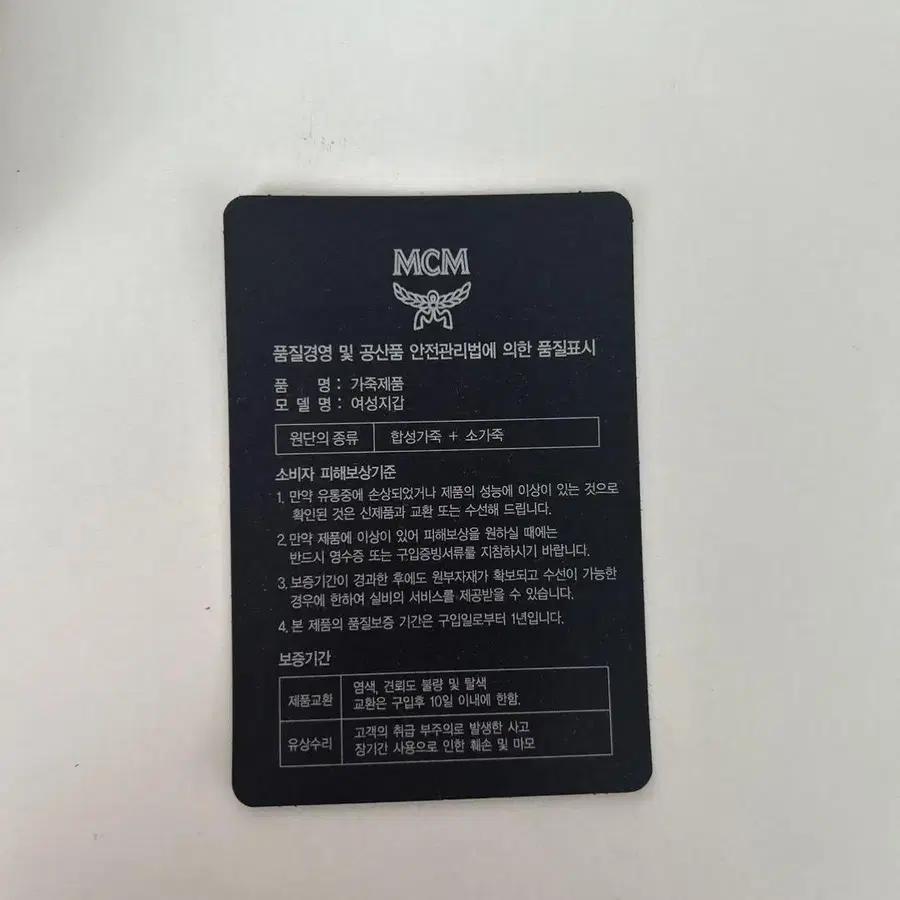 MCM
품질경영 및 공산품 안전관리법에 의한 품질표시
품 명 : 가죽제품
모 델 명 : 여성지갑
원단의 종류 합성가죽 + 소가죽
소비자 피해보상기준
1. 만약 유통중에 손상되었거나 제품의 성능에 이상이 있는 것으로
확인된 것은 신제품과 교환 또는 수선해 드립니다.
2. 만약 제품에 이상이 있어 피해보상을 원하실 때에는
반드시 영수증 또는 구입증빙서류를 지참하시기 바랍니다.
3. 보증기간이 경과한 후에도 원부자재가 확보되고 수선이 가능한
경우에 한하여 실비의 서비스를 제공받을 수 있습니다.
4. 본 제품의 품질보증 기간은 구입일로부터 1년입니다.
보증기간
제품교환 염색, 견뢰도 불량 및 탈색
교환은 구입후 10일 이내에 한함.
유상수리 고객의 취급 부주의로 발생한 사고
장기간 사용으로 인한 훼손 및 마모